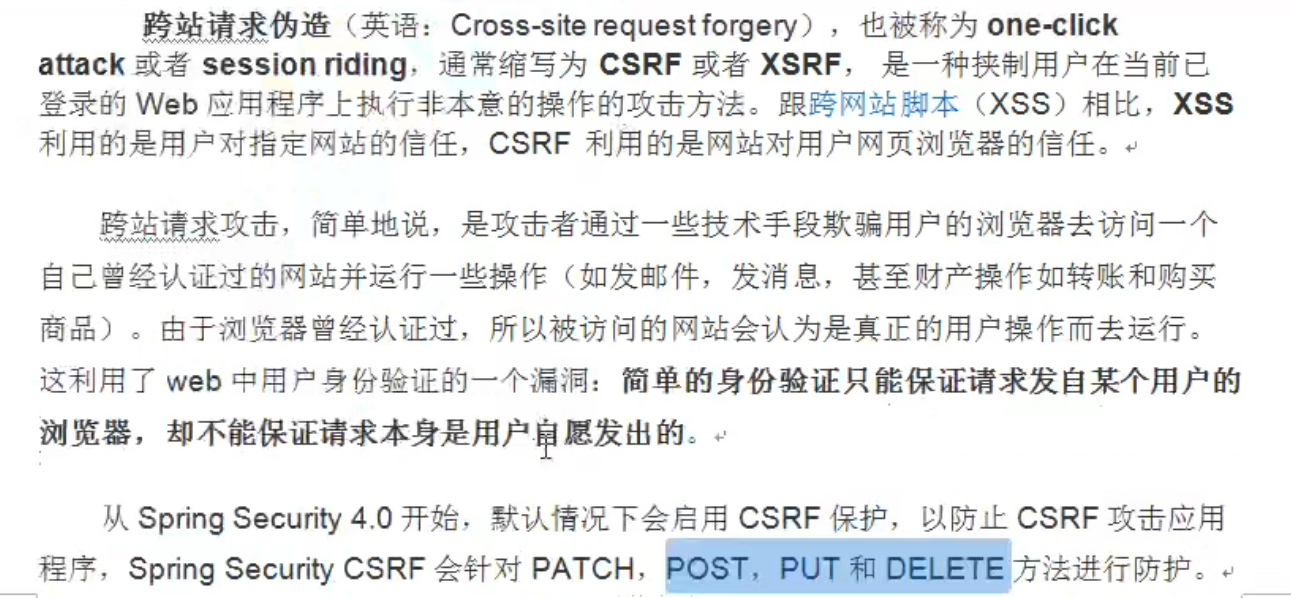 跨站请求伪造（英语：Cross-site request forgery），也被称为 one-click
attack 或者 session riding，通常缩写为 CSRF 或者 XSRF， 是一种挟制用户在当前已
登录的 Web 应用程序上执行非本意的操作的攻击方法。跟跨网站脚本（XSS）相比，XSS
利用的是用户对指定网站的信任，CSRF 利用的是网站对用户网页浏览器的信任。
跨站请求攻击，简单地说，是攻击者通过一些技术手段欺骗用户的浏览器去访问一个
自己曾经认证过的网站并运行一些操作（如发邮件，发消息，甚至财产操作如转账和购买
商品）。由于浏览器曾经认证过，所以被访问的网站会认为是真正的用户操作而去运行。
这利用了 web 中用户身份验证的一个漏洞：简单的身份验证只能保证请求发自某个用户的
浏览器，却不能保证请求本身是用户自愿发出的。
从 Spring Security 4.0 开始，默认情况下会启用 CSRF 保护，以防止 CSRF 攻击应用
程序，Spring Security CSRF 会针对 PATCH，POST，PUT 和 DELETE 方法进行防护。